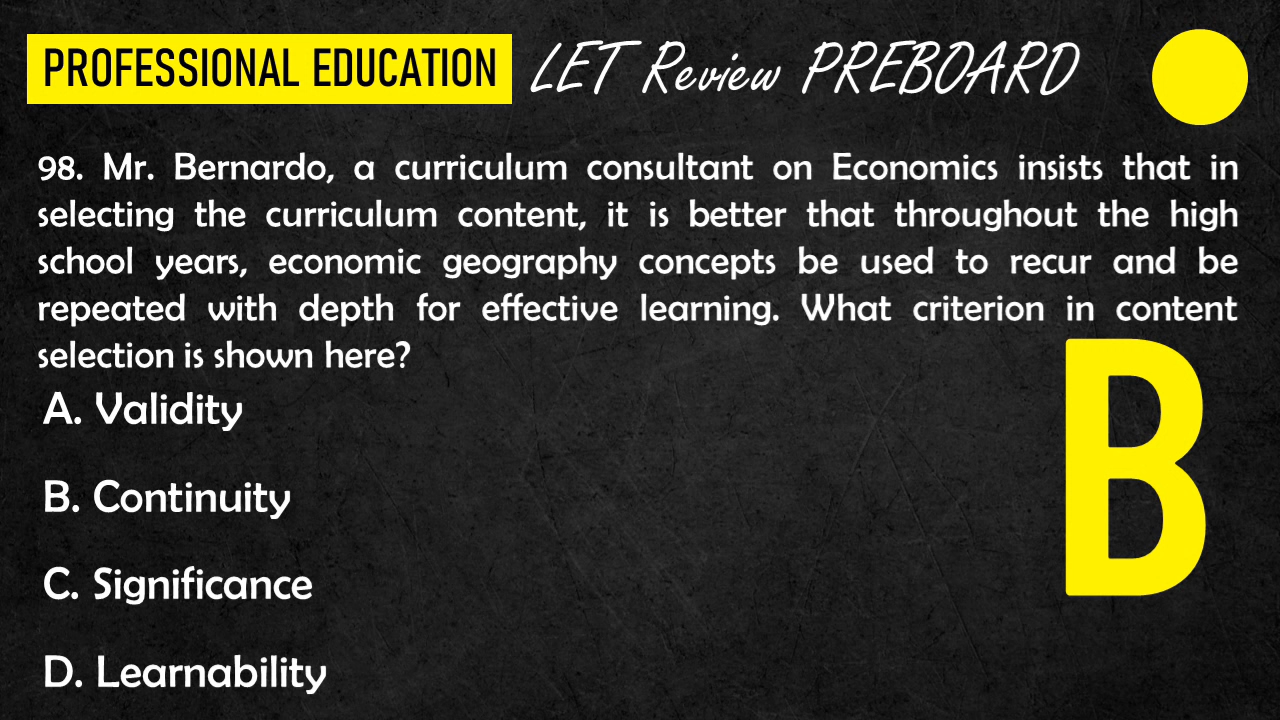 PROFESSIONAL EDUCATION LET Review PREBOARD
98. Mr. Bernardo, a curriculum consultant on Economics insists that in
selecting the curriculum content, it is better that throughout the high
school years, economic geography concepts be used to recur and be
repeated with depth for effective learning. What criterion in content
selection is shown here?
A. Validity
B. Continuity
C. Significance
D. Learnability
B